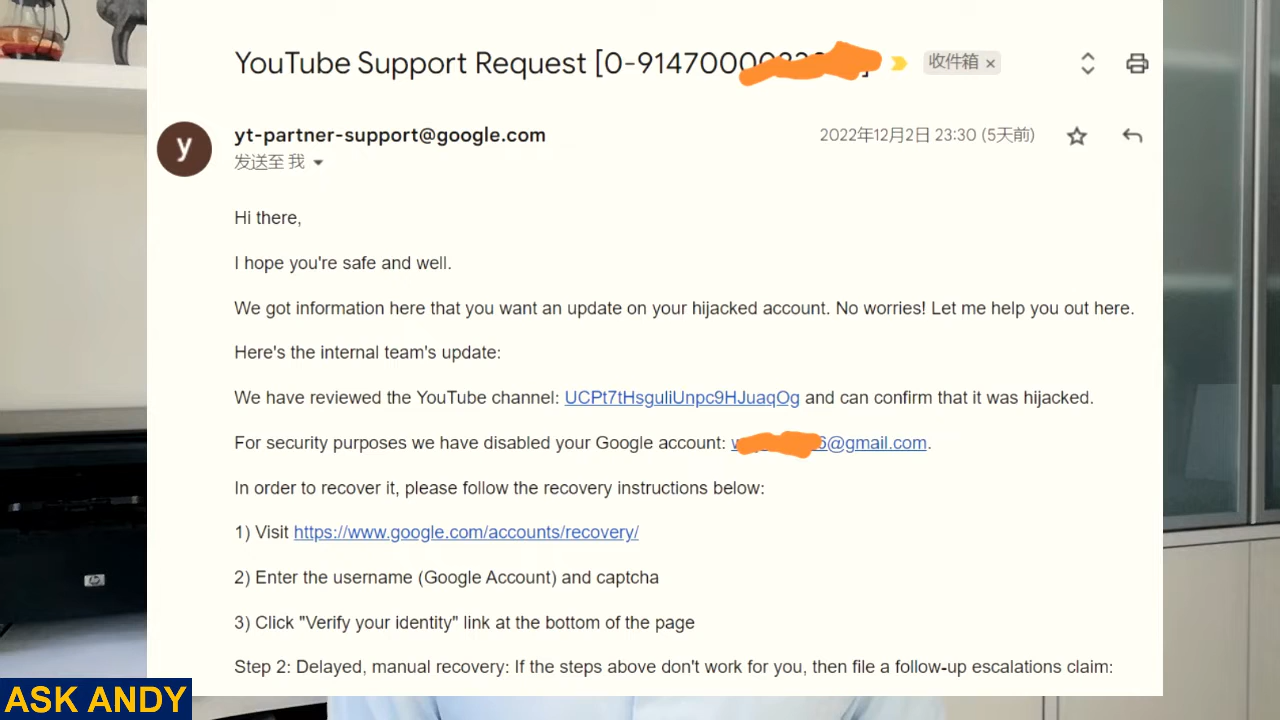 YouTube Support Request [0-9147000
收件箱 ×
yt-partner-support@google.com
2022年12月2日 23:30 (5天前)
发送至 我
y
Hi there,
I hope you're safe and well.
We got information here that you want an update on your hijacked account. No worries! Let me help you out here.
Here's the internal team's update:
We have reviewed the YouTube channel: UCPt7tHsguIiUnpc9HJuaqOg and can confirm that it was hijacked.
For security purposes we have disabled your Google account: 6@gmail.com.
In order to recover it, please follow the recovery instructions below:
1) Visit https://www.google.com/accounts/recovery/
2) Enter the username (Google Account) and captcha
3) Click "Verify your identity" link at the bottom of the page
Step 2: Delayed, manual recovery: If the steps above don't work for you, then file a follow-up escalations claim:
hp
ASK ANDY